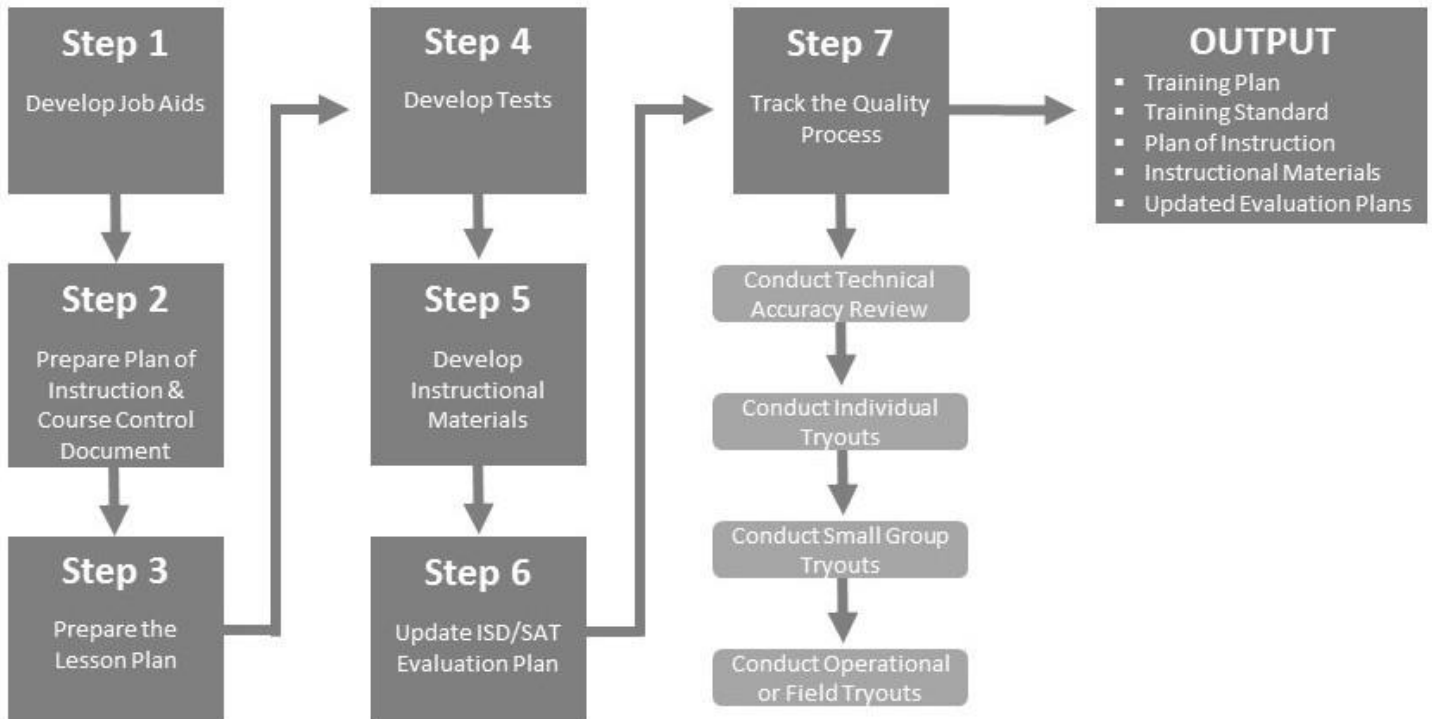 Step 1
Develop Job Aids
Step 2
Prepare Plan of
Instruction &
Course Control
Document
Step 3
Prepare the
Lesson Plan
Step 4
Develop Tests
Step 5
Develop
Instructional
Materials
Step 6
Update ISD/SAT
Evaluation Plan
Step 7
Track the Quality
Process
Conduct Technical
Accuracy Review
Conduct Individual
Tryouts
Conduct Small Group
Tryouts
Conduct Operational
or Field Tryouts
OUTPUT
▪ Training Plan
▪ Training Standard
▪ Plan of Instruction
▪ Instructional Materials
▪ Updated Evaluation Plans